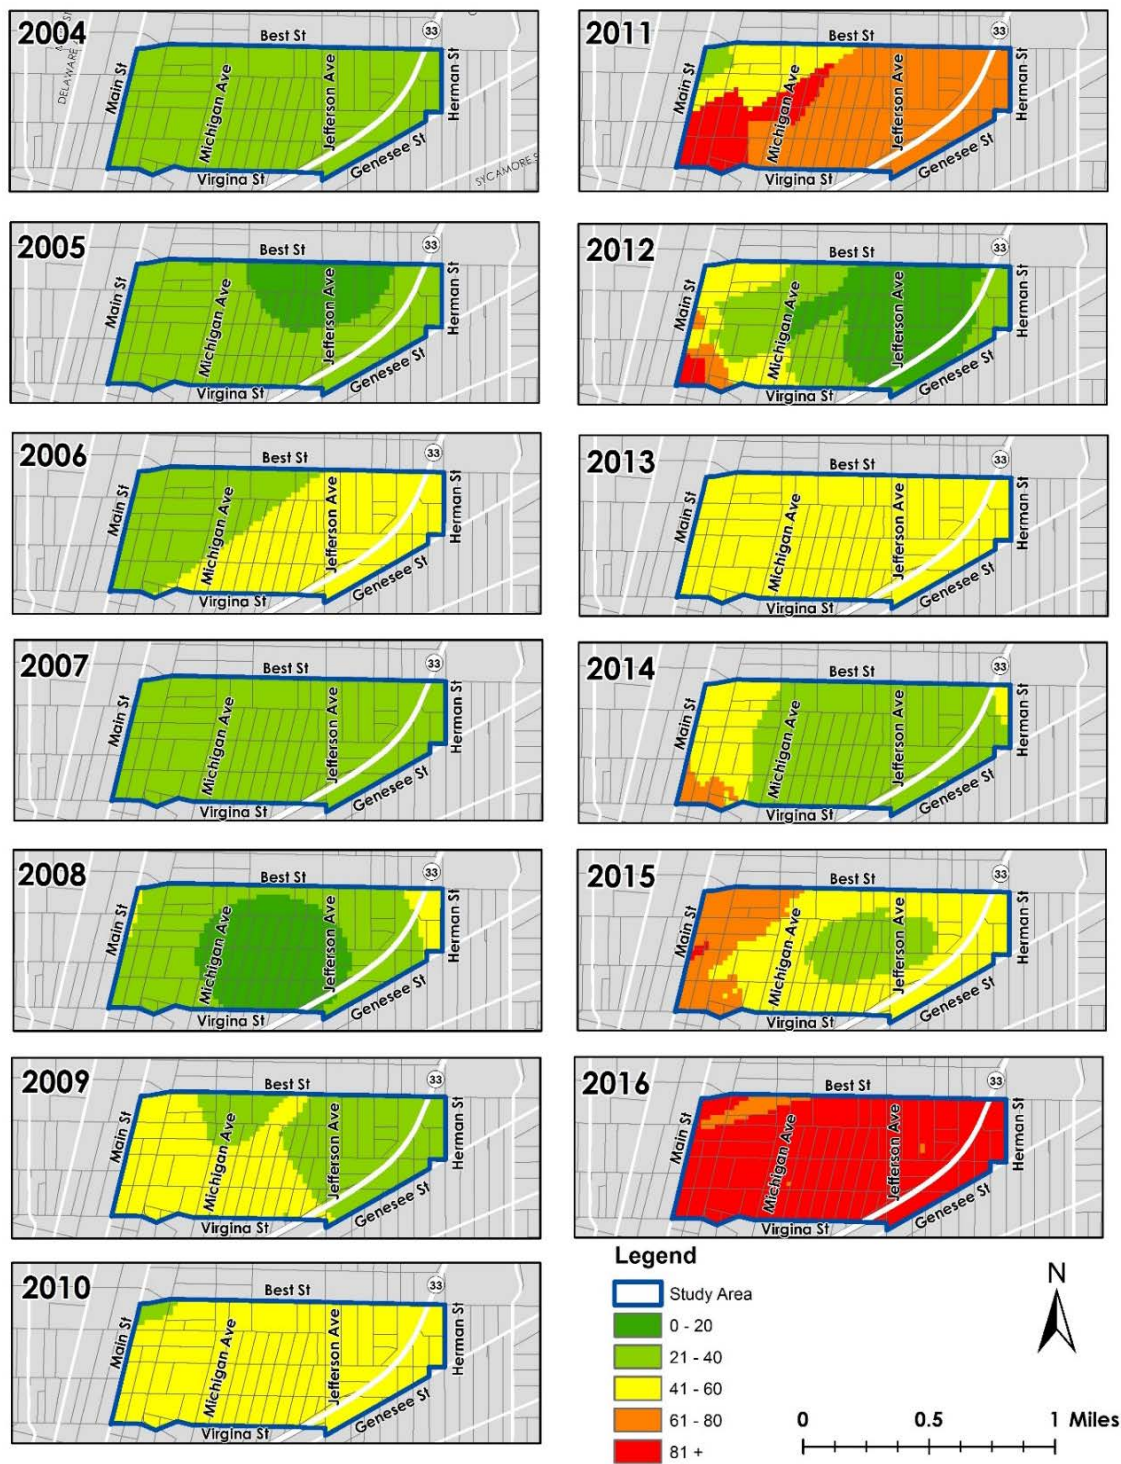 2004
Best St
33
Main St
Michigan Ave
Jefferson Ave
Herman St
Virgina St
Genesee St
DELAWARE
2005
Best St
33
Main St
Michigan Ave
Jefferson Ave
Herman St
Virgina St
Genesee St
2006
Best St
33
Main St
Michigan Ave
Jefferson Ave
Herman St
Virgina St
Genesee St
2007
Best St
33
Main St
Michigan Ave
Jefferson Ave
Herman St
Virgina St
Genesee St
2008
Best St
33
Main St
Michigan Ave
Jefferson Ave
Herman St
Virgina St
Genesee St
2009
Best St
33
Main St
Michigan Ave
Jefferson Ave
Herman St
Virgina St
Genesee St
2010
Best St
33
Main St
Michigan Ave
Jefferson Ave
Herman St
Virgina St
Genesee St
2011
Best St
33
Main St
Michigan Ave
Jefferson Ave
Herman St
Virgina St
Genesee St
2012
Best St
33
Main St
Michigan Ave
Jefferson Ave
Herman St
Virgina St
Genesee St
2013
Best St
33
Main St
Michigan Ave
Jefferson Ave
Herman St
Virgina St
Genesee St
2014
Best St
33
Main St
Michigan Ave
Jefferson Ave
Herman St
Virgina St
Genesee St
2015
Best St
33
Main St
Michigan Ave
Jefferson Ave
Herman St
Virgina St
Genesee St
2016
Best St
33
Main St
Michigan Ave
Jefferson Ave
Herman St
Virgina St
Genesee St
Legend
Study Area
0 - 20
21 - 40
41 - 60
61 - 80
81 +
N
0 0.5 1 Miles